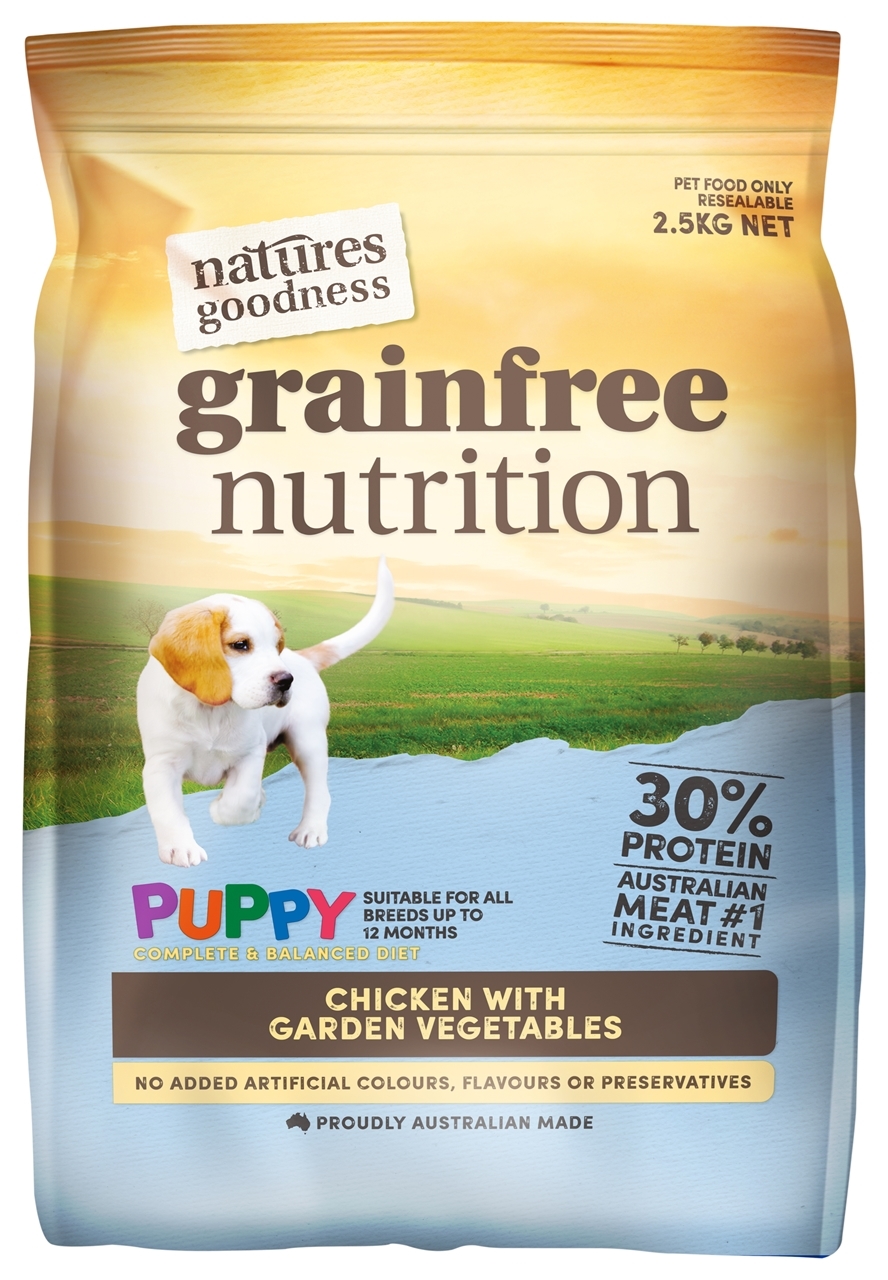 PET FOOD ONLY
RESEALABLE
2.5KG NET
natures
goodness
grainfree
nutrition
30%
PROTEIN
AUSTRALIAN
MEAT #1
INGREDIENT
PUPPY
SUITABLE FOR ALL
BREEDS UP TO
12 MONTHS
COMPLETE & BALANCED DIET
CHICKEN WITH
GARDEN VEGETABLES
NO ADDED ARTIFICIAL COLOURS, FLAVOURS OR PRESERVATIVES
PROUDLY AUSTRALIAN MADE